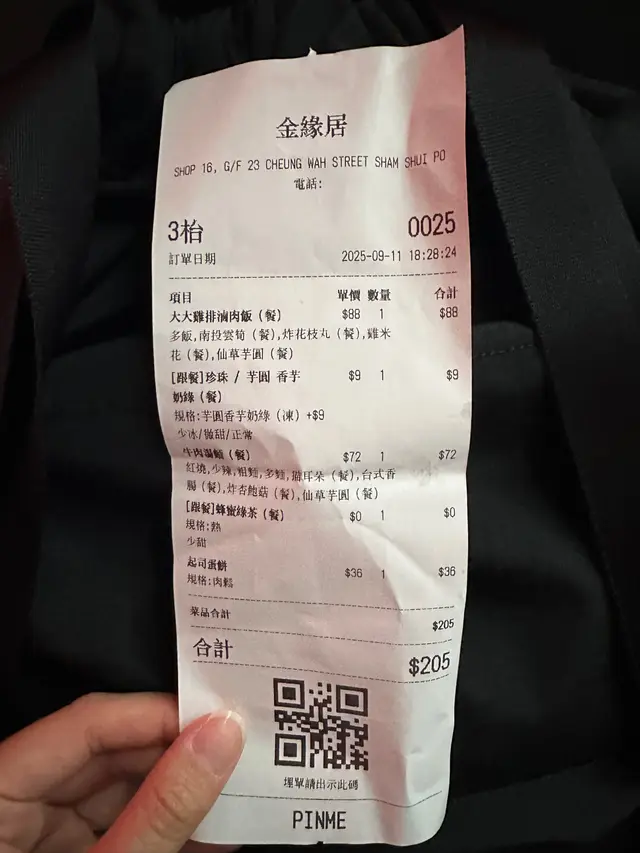 金緣居
SHOP 16, G/F 23 CHEUNG WAH STREET SHAM SHUI PO
電話:
3枱 0025
訂單日期 2025-09-11 18:28:24
項目 單價 數量 合計
大大雞排滷肉飯 (餐) $88 1 $88
多飯,南投雲筍 (餐),炸花枝丸 (餐),雞米
花 (餐),仙草芋圓 (餐)
[跟餐]珍珠 / 芋圓 香芋 $9 1 $9
奶綠 (餐)
規格:芋圓香芋奶綠 (凍) +$9
少冰/微甜/正常
牛肉湯麵 (餐) $72 1 $72
紅燒,少辣,粗麵,多麵,滷耳朵 (餐),台式香
腸 (餐),炸杏鮑菇 (餐),仙草芋圓 (餐)
[跟餐]蜂蜜綠茶 (餐) $0 1 $0
規格:熱
少甜
起司蛋餅 $36 1 $36
規格:肉鬆
菜品合計 $205
合計 $205
埋單請出示此碼
PINME